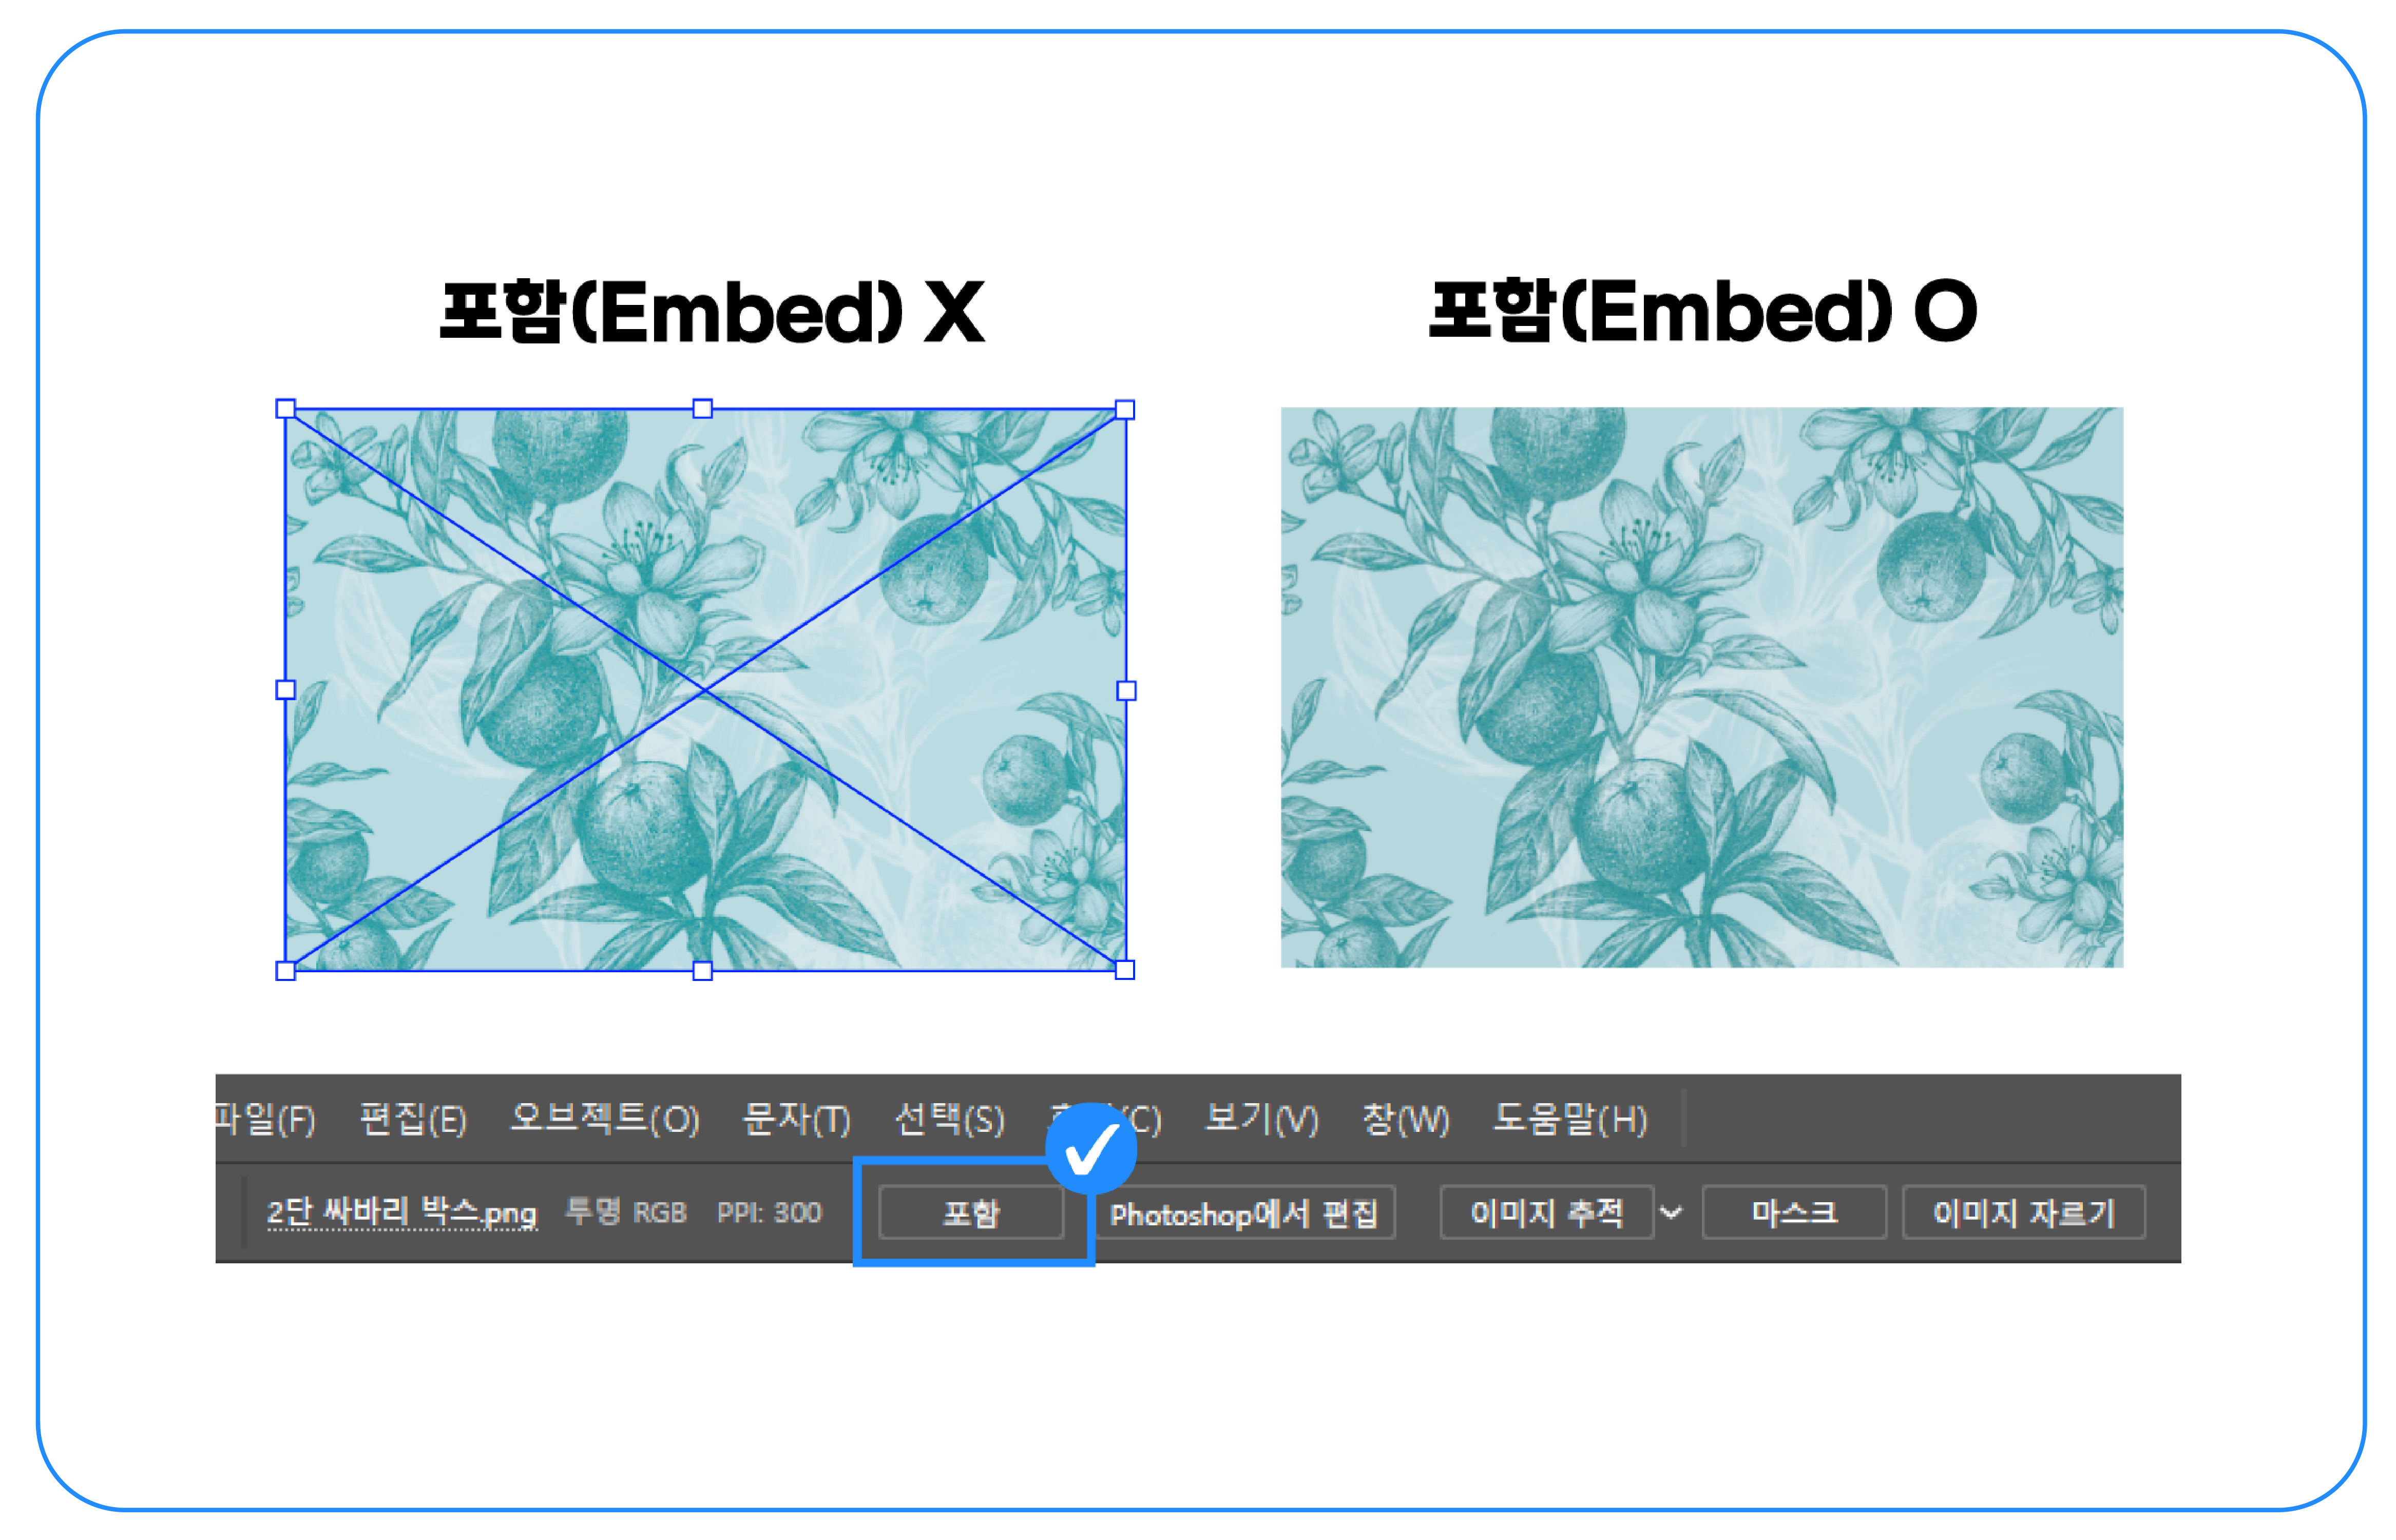 포함(Embed) X
포함(Embed) O
파일(F) 편집(E) 오브젝트(O) 문자(T) 선택(S) (C) 보기(V) 창(W) 도움말(H)
2단 싸바리 박스.png 투명 RGB PPI: 300 포함 Photoshop에서 편집 이미지 추적 마스크 이미지 자르기